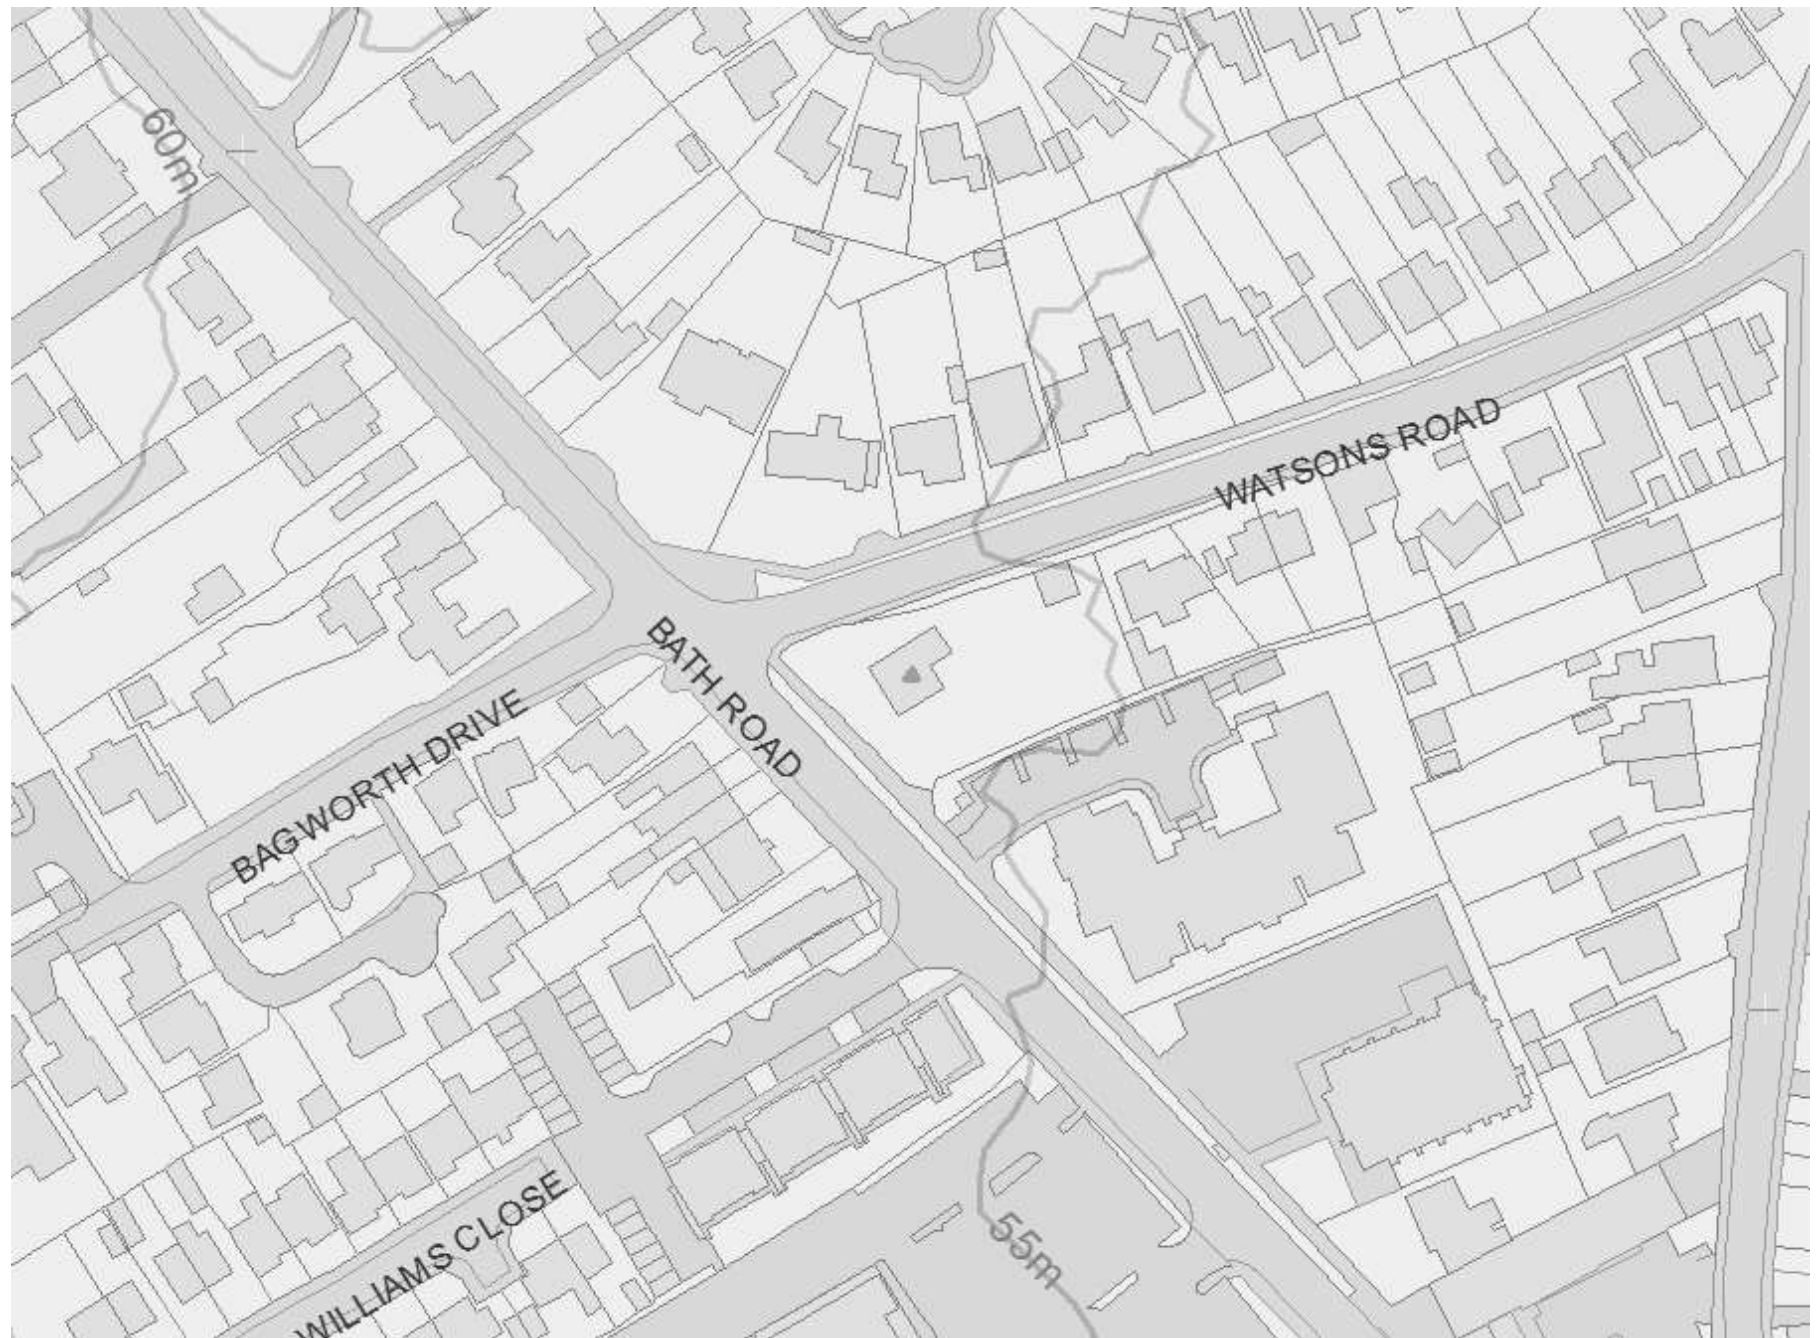 60m
WATSONS ROAD
BATH ROAD
BAGWORTH DRIVE
WILLIAMS CLOSE
55m